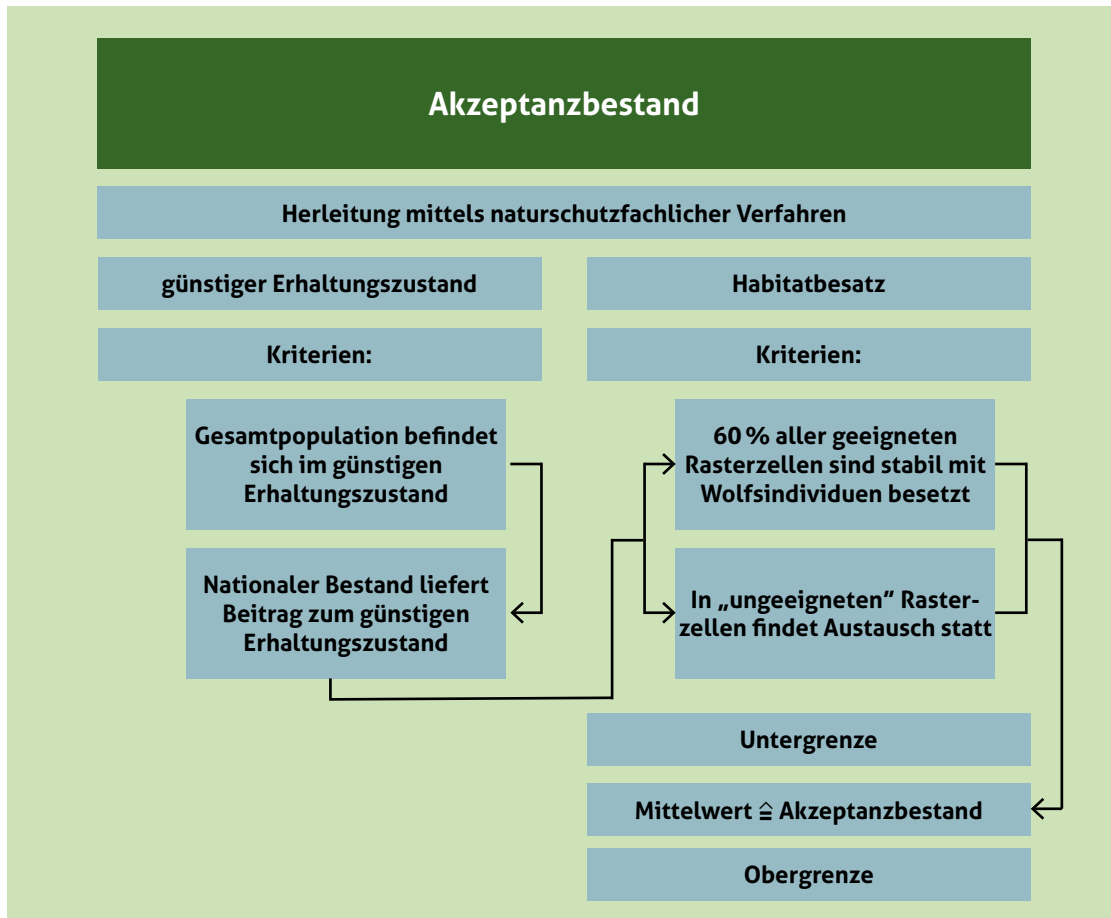 Akzeptanzbestand
Herleitung mittels naturschutzfachlicher Verfahren
günstiger Erhaltungszustand
Kriterien:
Gesamtpopulation befindet
sich im günstigen
Erhaltungszustand
Nationaler Bestand liefert
Beitrag zum günstigen
Erhaltungszustand
Habitatbesatz
Kriterien:
60 % aller geeigneten
Rasterzellen sind stabil mit
Wolfsindividuen besetzt
In „ungeeigneten" Raster-
zellen findet Austausch statt
Untergrenze
Mittelwert ≙ Akzeptanzbestand
Obergrenze